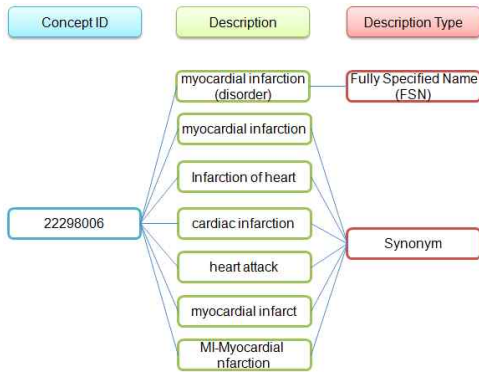 Concept ID
Description
Description Type
myocardial infarction
(disorder)
Fully Specified Name
(FSN)
myocardial infarction
Infarction of heart
22298006
cardiac infarction
Synonym
heart attack
myocardial infarct
MI-Myocardial
nfarction